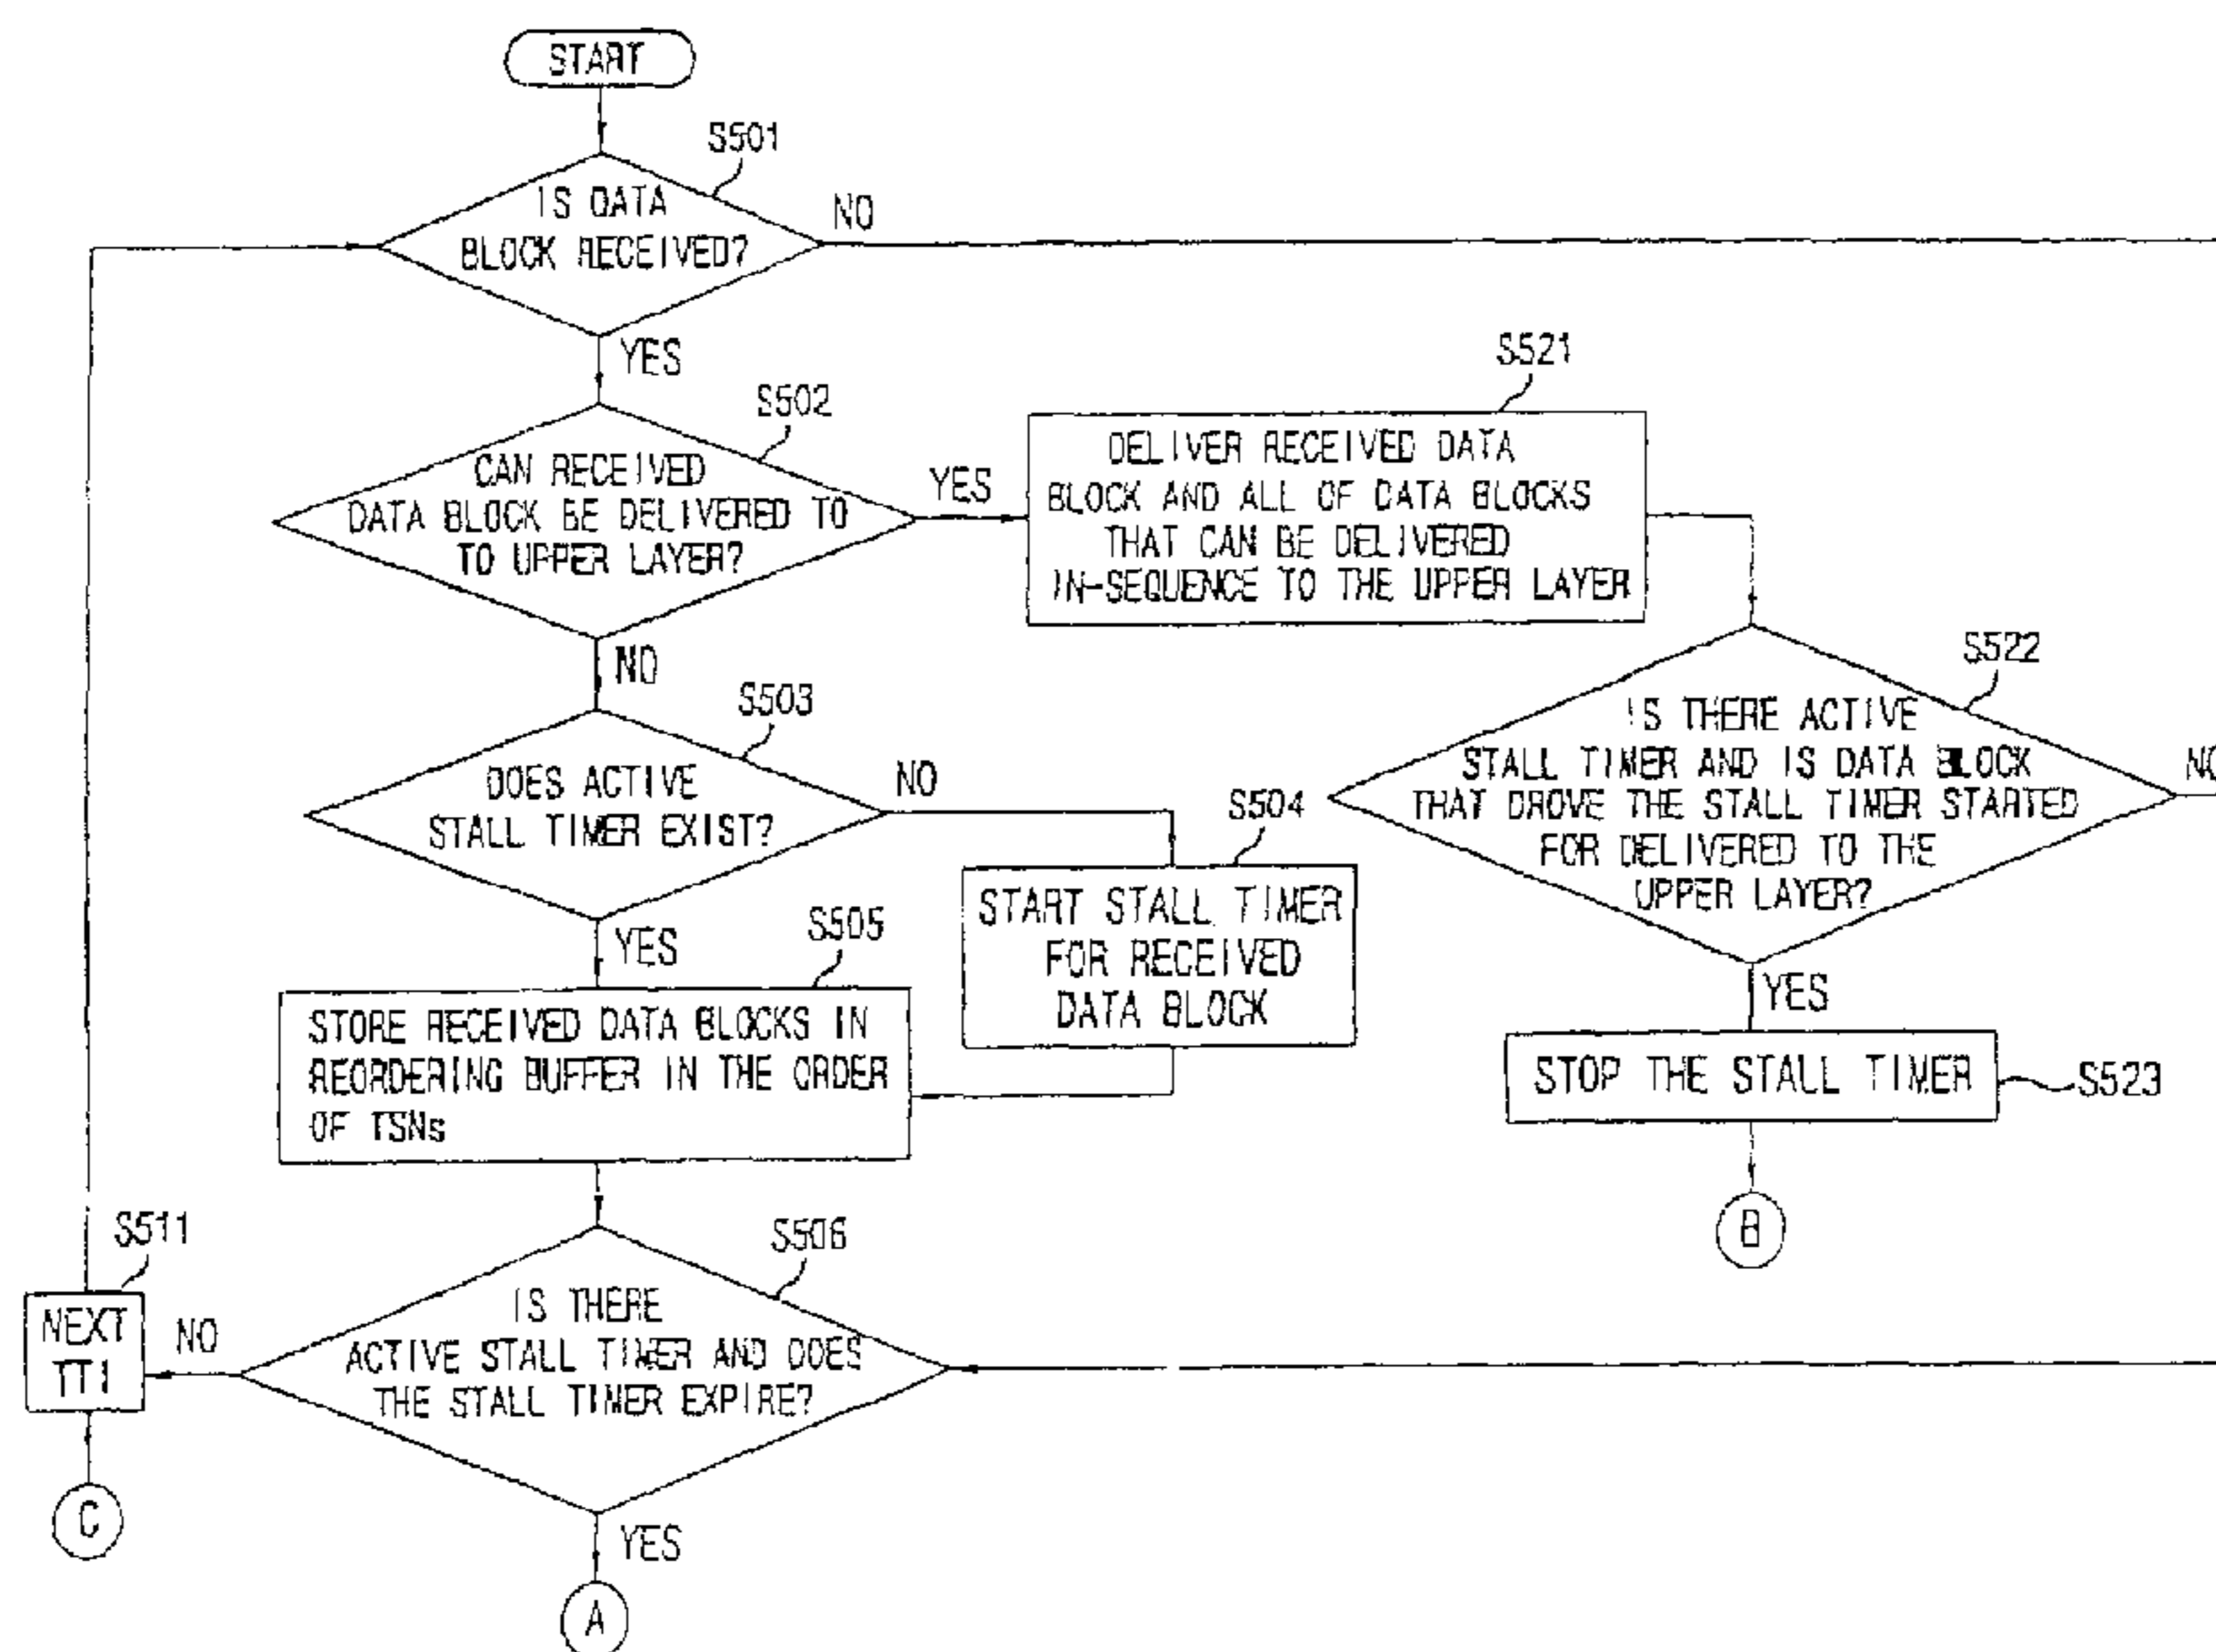 START
S501
IS DATA
BLOCK RECEIVED?
NO
YES
S502
CAN RECEIVED
DATA BLOCK BE DELIVERED TO
TO UPPER LAYER?
YES
NO
S521
DELIVER RECEIVED DATA
BLOCK AND ALL OF DATA BLOCKS
THAT CAN BE DELIVERED
IN-SEQUENCE TO THE UPPER LAYER
S522
IS THERE ACTIVE
STALL TIMER AND IS DATA BLOCK
THAT DROVE THE STALL TIMER STARTED
FOR DELIVERED TO THE
UPPER LAYER?
NO
YES
S503
DOES ACTIVE
STALL TIMER EXIST?
NO
YES
S504
START STALL TIMER
FOR RECEIVED
DATA BLOCK
S505
STORE RECEIVED DATA BLOCKS IN
REORDERING BUFFER IN THE ORDER
OF TSNs
STOP THE STALL TIMER
S523
B
S511
NEXT
TTI
NO
S506
IS THERE
ACTIVE STALL TIMER AND DOES
THE STALL TIMER EXPIRE?
YES
C
A